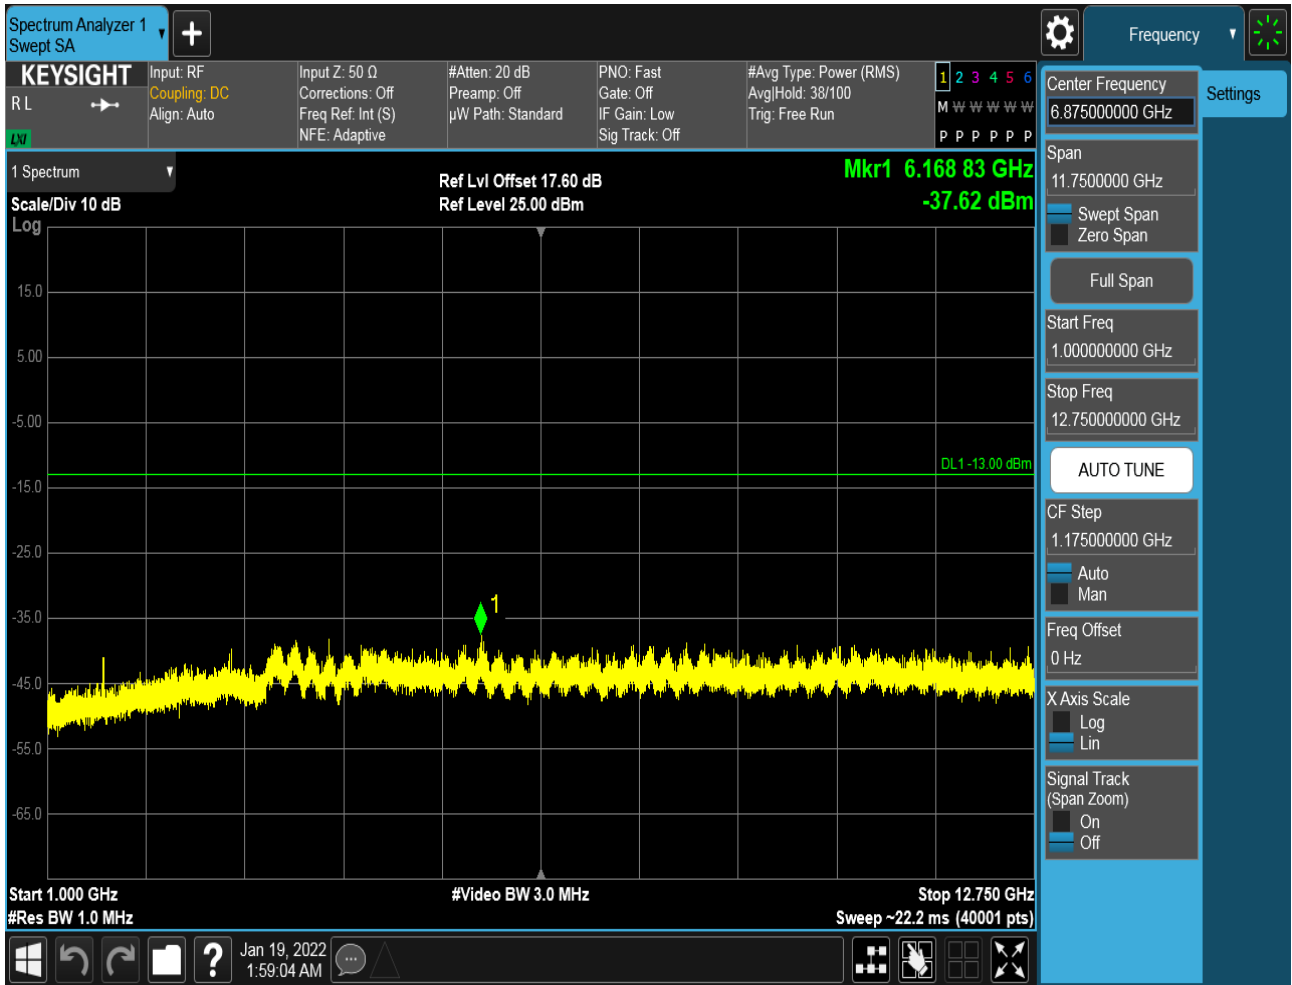 Spectrum Analyzer 1
Swept SA
Frequency
KEYSIGHT
R L
LXI
Input: RF
Coupling: DC
Align: Auto
Input Z: 50 Ω
Corrections: Off
Freq Ref: Int (S)
NFE: Adaptive
#Atten: 20 dB
Preamp: Off
µW Path: Standard
PNO: Fast
Gate: Off
IF Gain: Low
Sig Track: Off
#Avg Type: Power (RMS)
Avg|Hold: 38/100
Trig: Free Run
1 2 3 4 5 6
M W W W W W
P P P P P P
1 Spectrum
Scale/Div 10 dB
Log
Ref Lvl Offset 17.60 dB
Ref Level 25.00 dBm
Mkr1 6.168 83 GHz
-37.62 dBm
15.0
5.00
-5.00
DL1 -13.00 dBm
-15.0
-25.0
1
-35.0
-45.0
-55.0
-65.0
Start 1.000 GHz
#Video BW 3.0 MHz
Stop 12.750 GHz
#Res BW 1.0 MHz
Sweep ~22.2 ms (40001 pts)
Jan 19, 2022
1:59:04 AM
Center Frequency
6.875000000 GHz
Settings
Span
11.7500000 GHz
Swept Span
Zero Span
Full Span
Start Freq
1.000000000 GHz
Stop Freq
12.750000000 GHz
AUTO TUNE
CF Step
1.175000000 GHz
Auto
Man
Freq Offset
0 Hz
X Axis Scale
Log
Lin
Signal Track
(Span Zoom)
On
Off